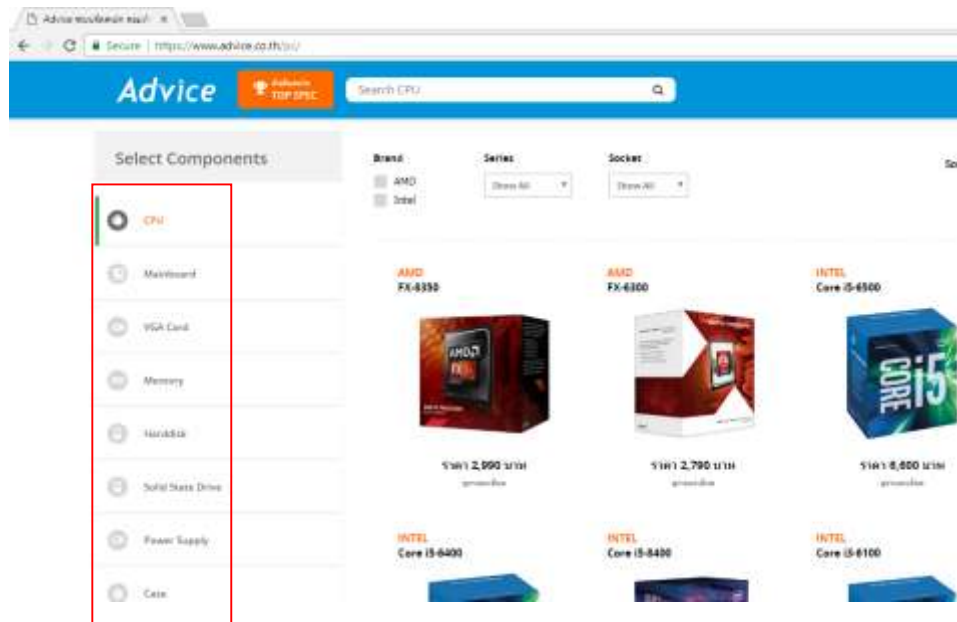 Secure | https://www.advice.co.th/pc/
Advice
TOP SPEC
Search CPU
Select Components
Brand
AMD
Intel
Series
Show All
Socket
Show All
CPU
Mainboard
VGA Card
Memory
Harddisk
Solid State Drive
Power Supply
Case
AMD
FX-8350
ราคา 2,990 บาท
AMD
FX-6300
ราคา 2,790 บาท
INTEL
Core i5-6500
CORE i5
ราคา 6,600 บาท
INTEL
INTEL
Core i5-8400
INTEL